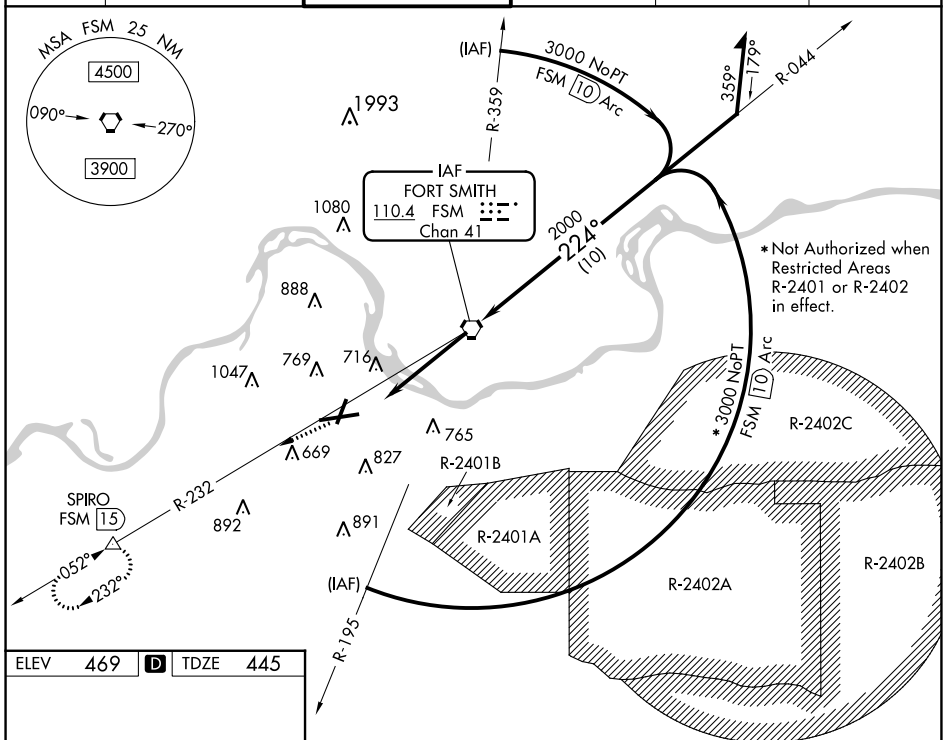 MSA FSM 25 NM
4500
090°
270°
3900
1993
(IAF)
3000 NoPT
FSM 10 Arc
R-359
359°
179°
R-044
IAF
FORT SMITH
110.4 FSM
Chan 41
1080
2000
224°
(10)
* Not Authorized when
Restricted Areas
R-2401 or R-2402
in effect.
888
769
716
1047
* 3000 NoPT
FSM 10 Arc
R-2402C
765
669
827
R-2401B
R-232
SPIRO
FSM 15
892
891
R-2401A
R-2402A
R-2402B
052°
232°
(IAF)
R-195
ELEV 469 D TDZE 445